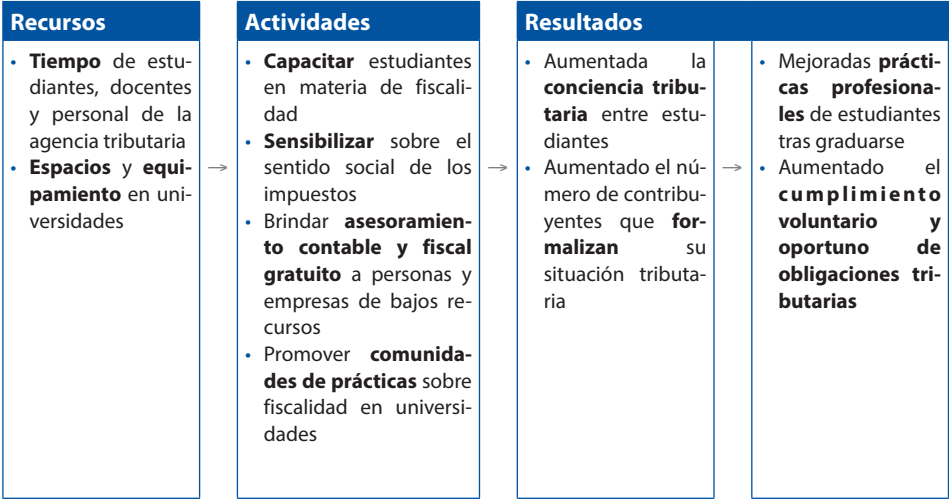 Recursos
• Tiempo de estu-
diantes, docentes
y personal de la
agencia tributaria
• Espacios y equi-
pamiento en uni-
versidades
→
Actividades
• Capacitar estudiantes
en materia de fiscali-
dad
• Sensibilizar sobre el
sentido social de los
impuestos
• Brindar asesoramien-
to contable y fiscal
gratuito a personas y
empresas de bajos re-
cursos
• Promover comunida-
des de prácticas sobre
fiscalidad en universi-
dades
→
Resultados
• Aumentada la
conciencia tribu-
taria entre estu-
diantes
• Aumentado el nú-
mero de contribu-
yentes que for-
malizan su
situación tributa-
ria
→
• Mejoradas prácti-
cas profesiona-
les de estudiantes
tras graduarse
• Aumentado el
cumplimiento
voluntario y
oportuno de
obligaciones tri-
butarias